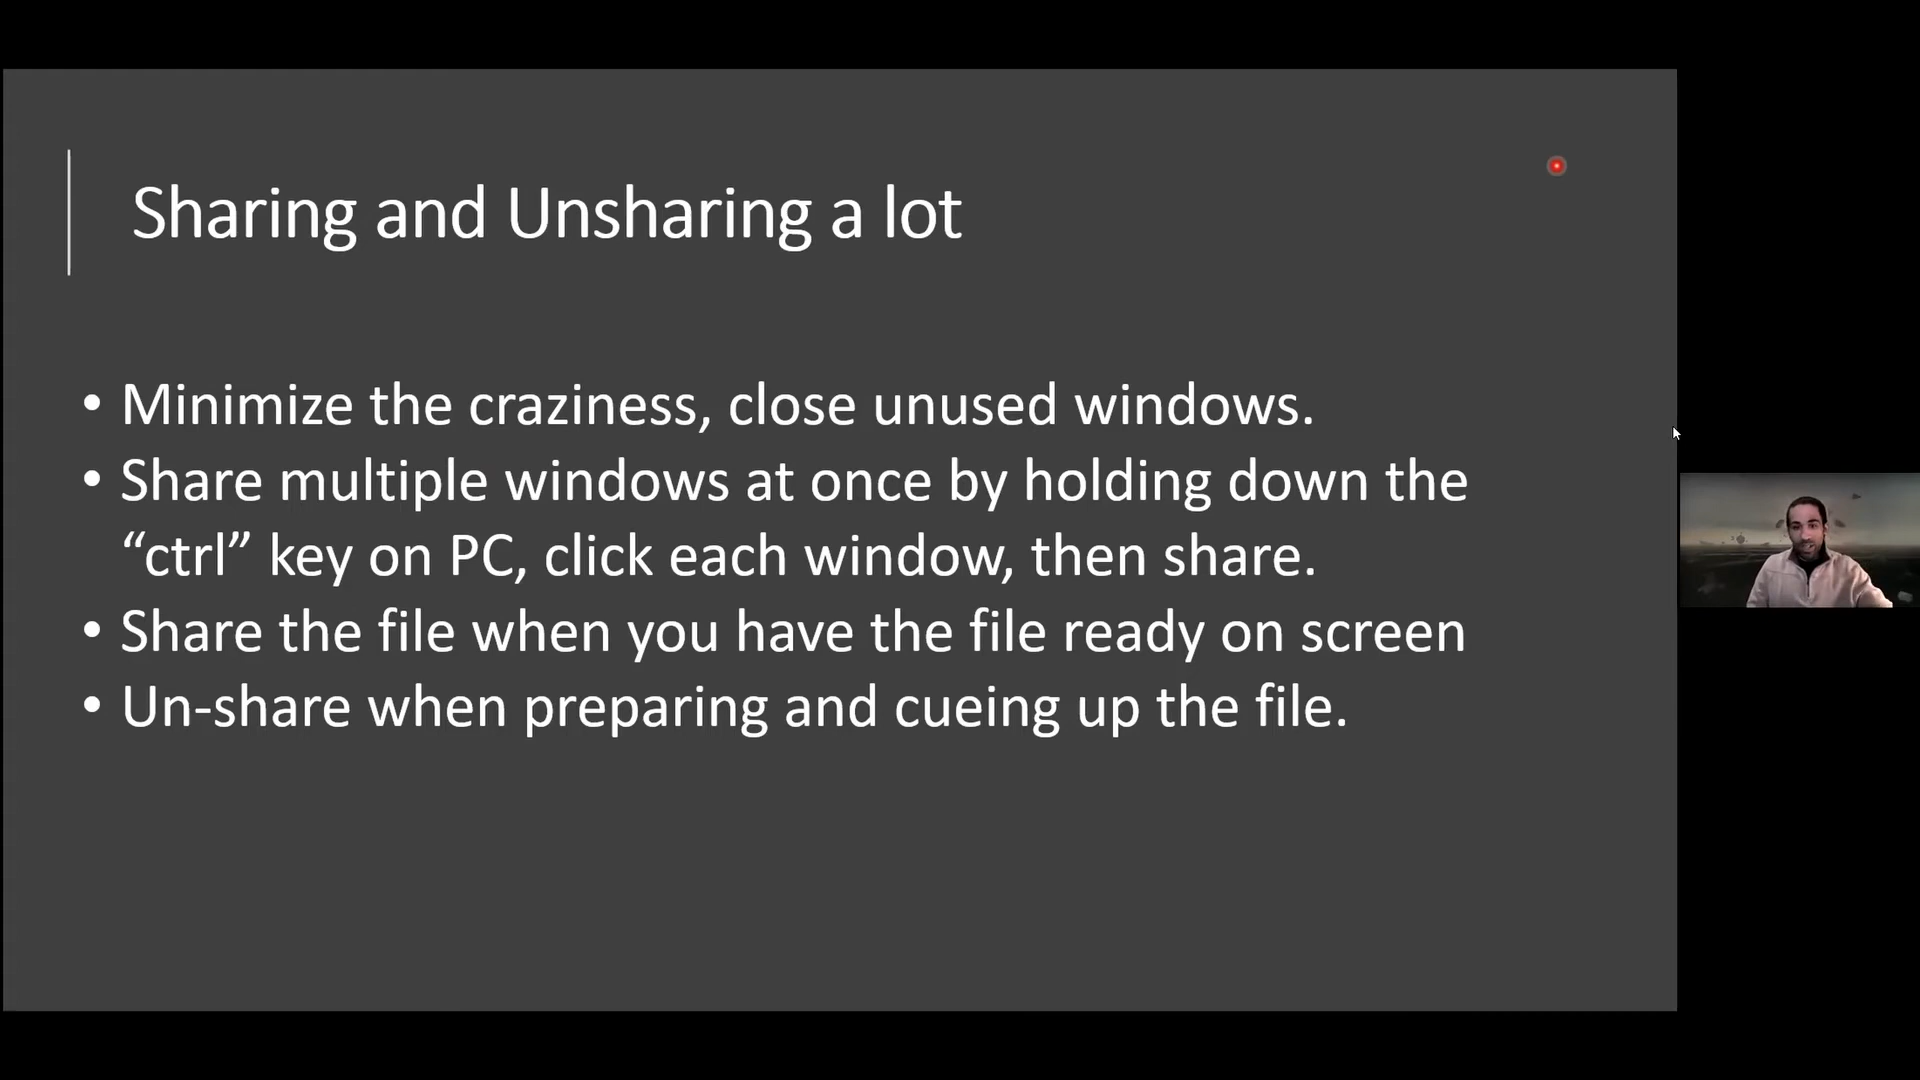 Sharing and Unsharing a lot
• Minimize the craziness, close unused windows.
• Share multiple windows at once by holding down the
“ctrl” key on PC, click each window, then share.
• Share the file when you have the file ready on screen
• Un-share when preparing and cueing up the file.